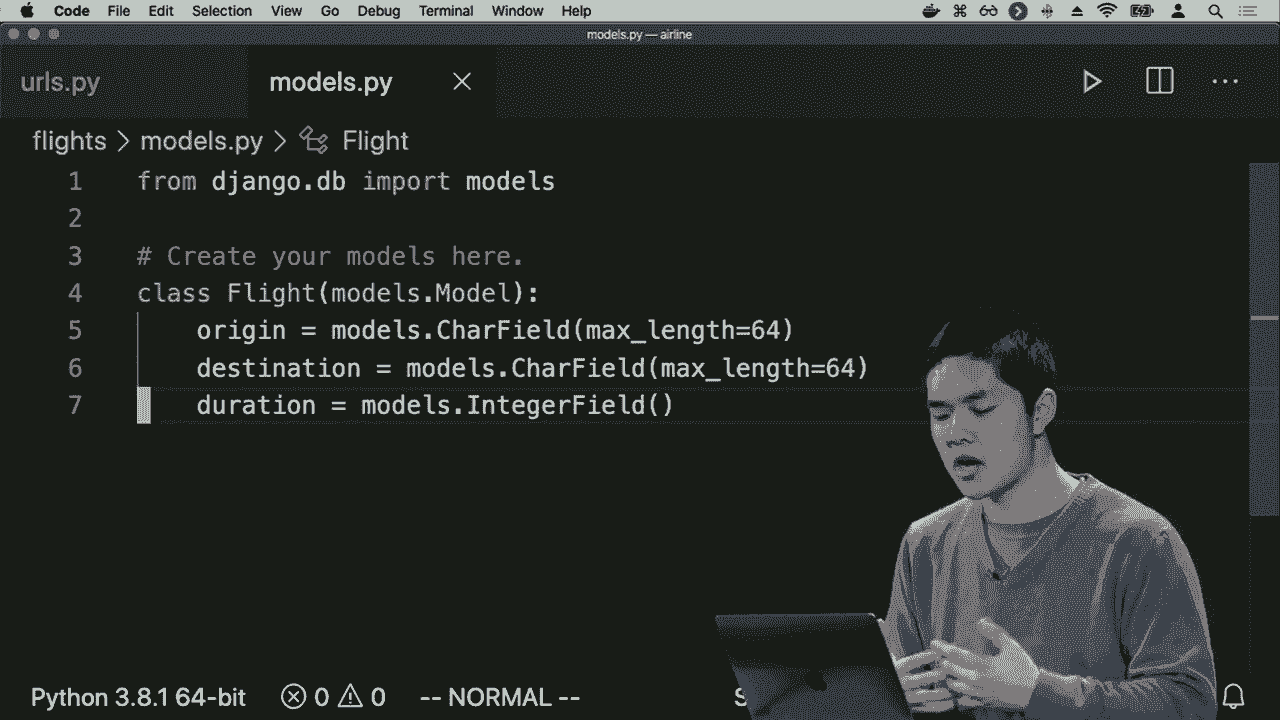 Code File Edit Selection View Go Debug Terminal Window Help
models.py — airline
urls.py models.py
flights > models.py > Flight
1 from django.db import models
2
3 # Create your models here.
4 class Flight(models.Model):
5 origin = models.CharField(max_length=64)
6 destination = models.CharField(max_length=64)
7 duration = models.IntegerField()
Python 3.8.1 64-bit 0 0 -- NORMAL --